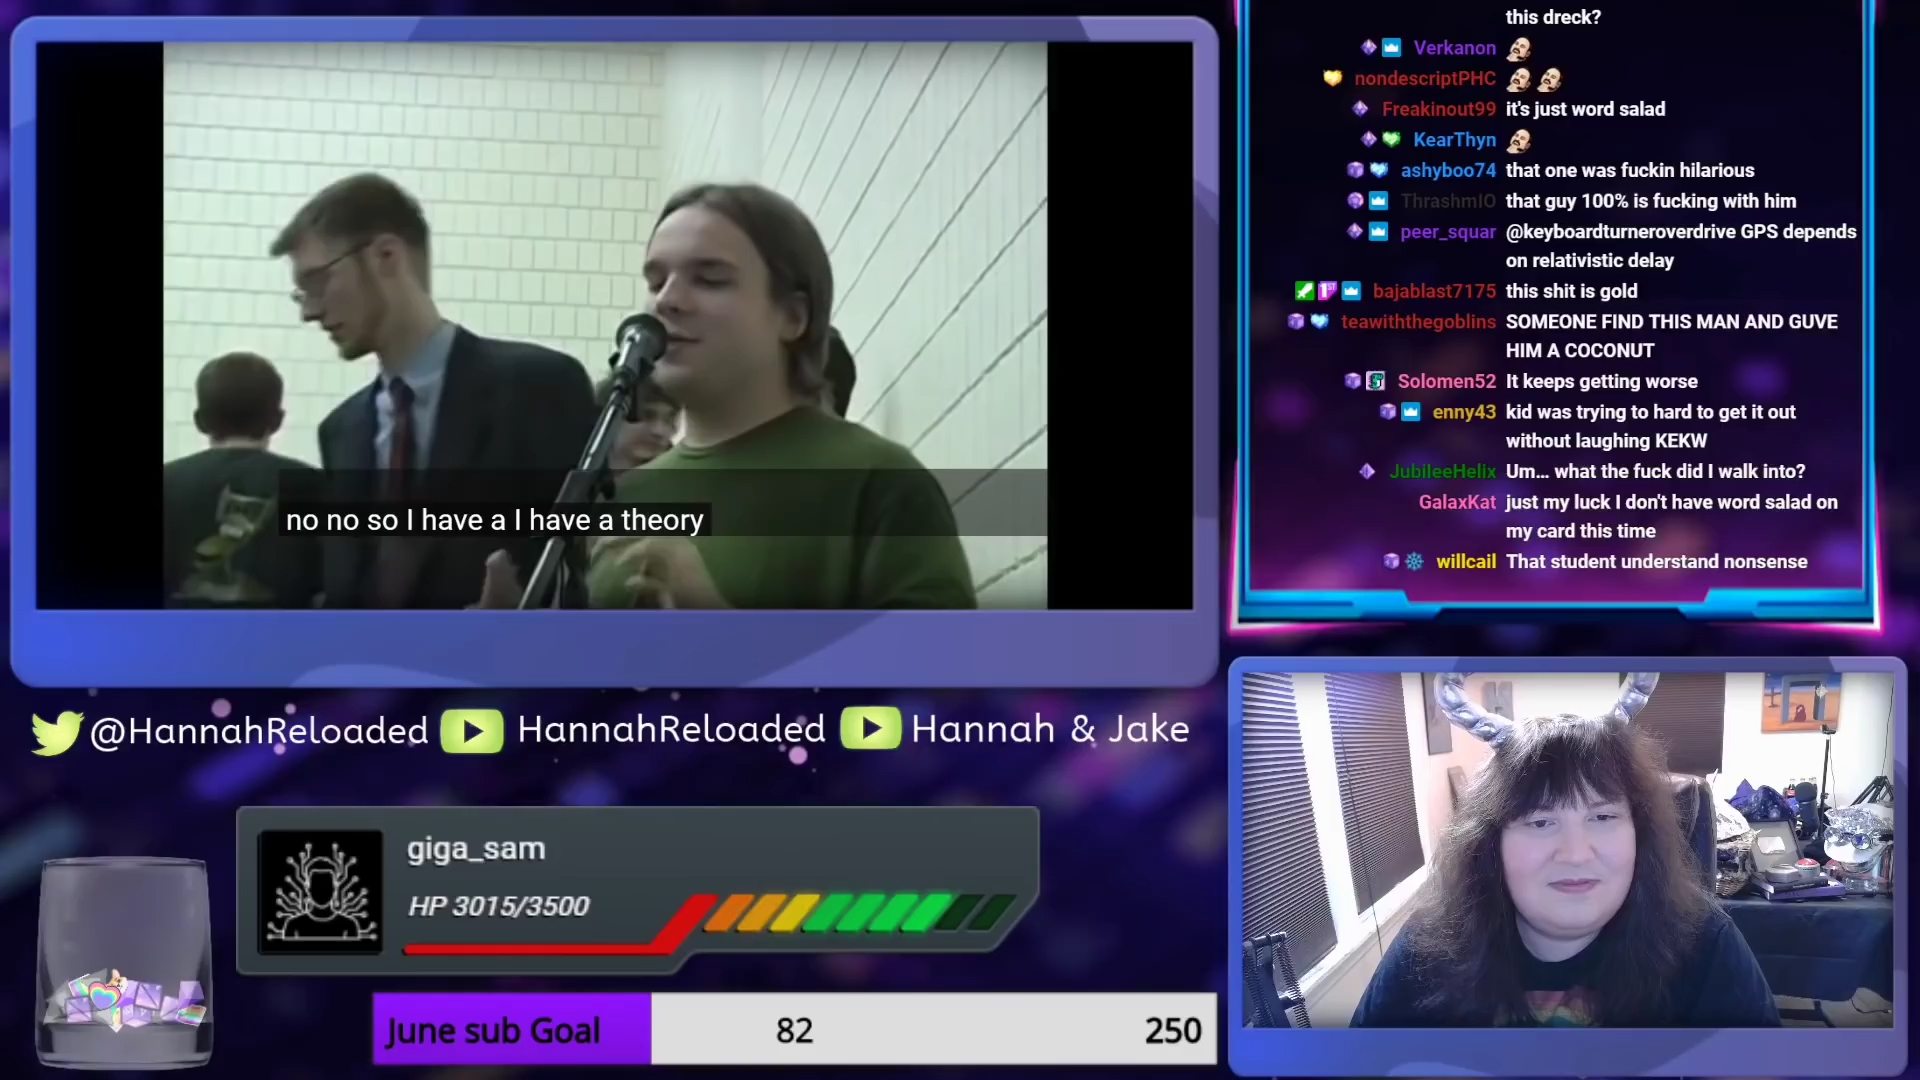 no no so I have a I have a theory
this dreck?
Verkanon
nondescriptPHC
Freakinout99 it's just word salad
KearThyn
ashyboo74 that one was fuckin hilarious
ThrashmIO that guy 100% is fucking with him
peer_squar @keyboardturneroverdrive GPS depends
on relativistic delay
bajablast7175 this shit is gold
teawiththegoblins SOMEONE FIND THIS MAN AND GUVE
HIM A COCONUT
Solomen52 It keeps getting worse
enny43 kid was trying to hard to get it out
without laughing KEKW
JubileeHelix Um... what the fuck did I walk into?
GalaxKat just my luck I don't have word salad on
my card this time
willcail That student understand nonsense
@HannahReloaded HannahReloaded Hannah & Jake
giga_sam
HP 3015/3500
June sub Goal 82 250